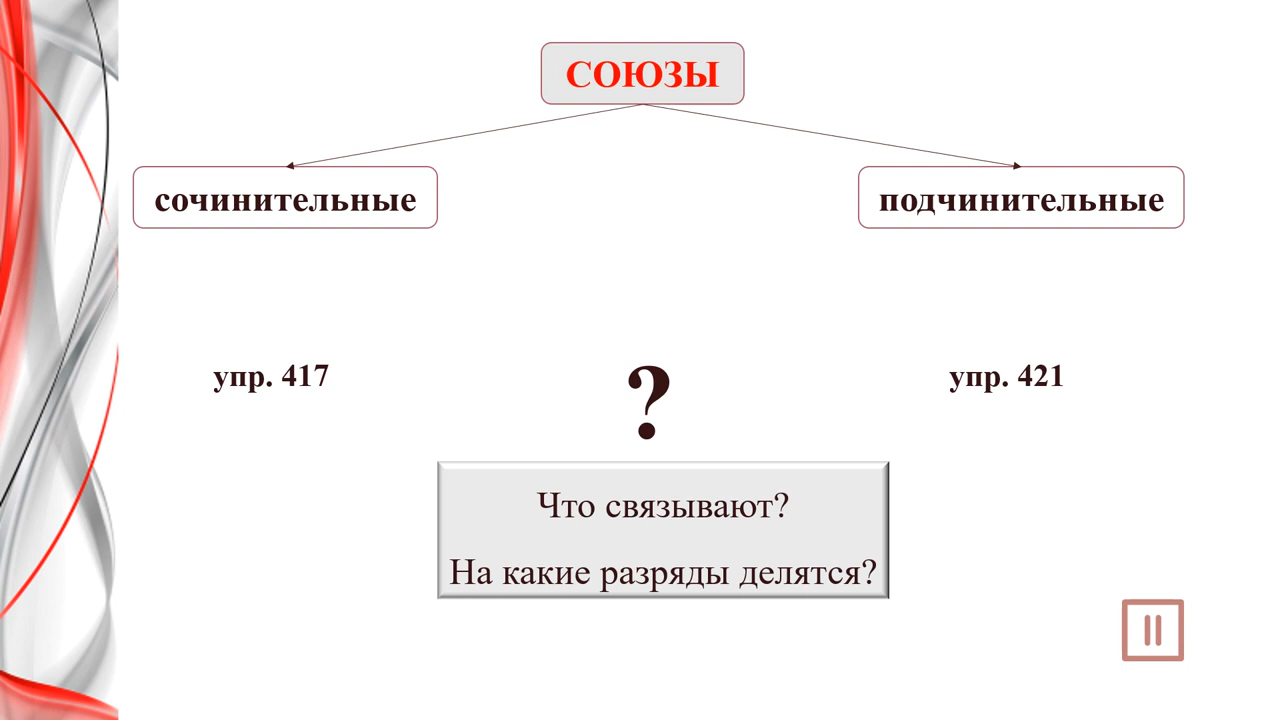 СОЮЗЫ
сочинительные
подчинительные
упр. 417
?
упр. 421
Что связывают?
На какие разряды делятся?